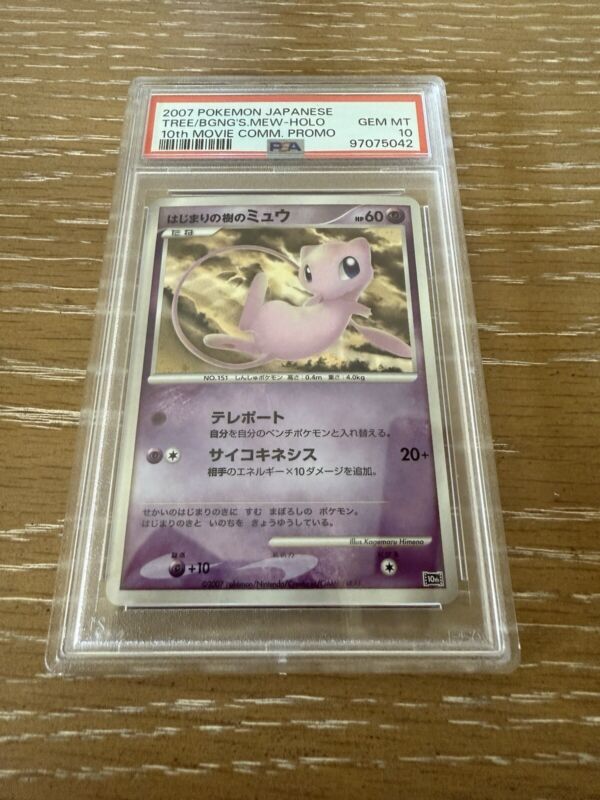 2007 POKEMON JAPANESE
TREE/BGNG'S.MEW-HOLO GEM MT
10th MOVIE COMM. PROMO 10
PSA 97075042
はじまりの樹のミュウ HP60
たね
NO.151 しんしゅポケモン 高さ:0.4m 重さ:4.0kg
テレポート
自分を自分のベンチポケモンと入れ替える。
サイコキネシス 20+
相手のエネルギー×10ダメージを追加。
せかいのはじまりのきに すむ まぼろしの ポケモン。
はじまりのきと いのちを きょうゆうしている。
Illus. Kagemaru Himeno
弱点
+10
©2007 Pokémon/Nintendo/Creatures/GAME FREAK
10th